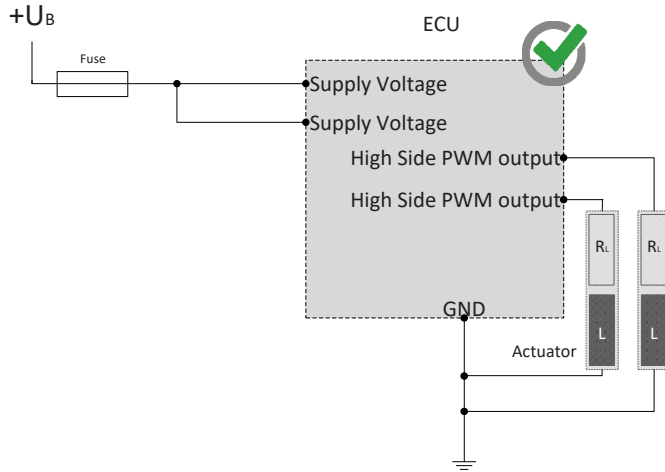 +UB
ECU
Fuse
Supply Voltage
Supply Voltage
High Side PWM output
High Side PWM output
RL
RL
L
L
GND
Actuator